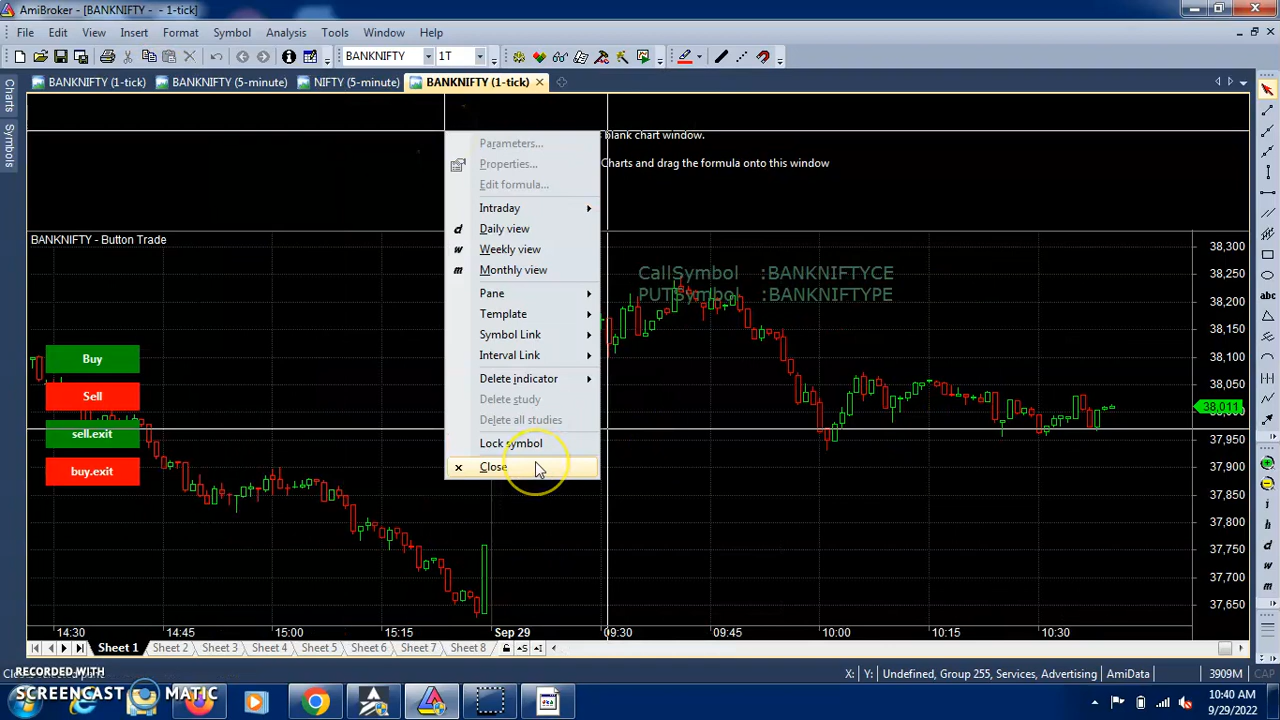 AmiBroker - [BANKNIFTY - - 1-tick]
File Edit View Insert Format Symbol Analysis Tools Window Help
BANKNIFTY 1T
BANKNIFTY (1-tick) BANKNIFTY (5-minute) NIFTY (5-minute) BANKNIFTY (1-tick)
Charts
Symbols
blank chart window.
Charts and drag the formula onto this window
Parameters...
Properties...
Edit formula...
Intraday
d Daily view
w Weekly view
m Monthly view
Pane
Template
Symbol Link
Interval Link
Delete indicator
Delete study
Delete all studies
Lock symbol
Close
BANKNIFTY - Button Trade
CallSymbol :BANKNIFTYCE
PUTSymbol :BANKNIFTYPE
Buy
Sell
sell.exit
buy.exit
38,300
38,250
38,200
38,150
38,100
38,050
38,011
37,950
37,900
37,850
37,800
37,750
37,700
37,650
abc
i
h
d
w
m
14:30 14:45 15:00 15:15 Sep 29 09:30 09:45 10:00 10:15 10:30
Sheet 1 Sheet 2 Sheet 3 Sheet 4 Sheet 5 Sheet 6 Sheet 7 Sheet 8
X: Y: Undefined, Group 255, Services, Advertising AmiData 3909M CAP
RECORDED WITH
SCREENCAST MATIC
10:40 AM
9/29/2022